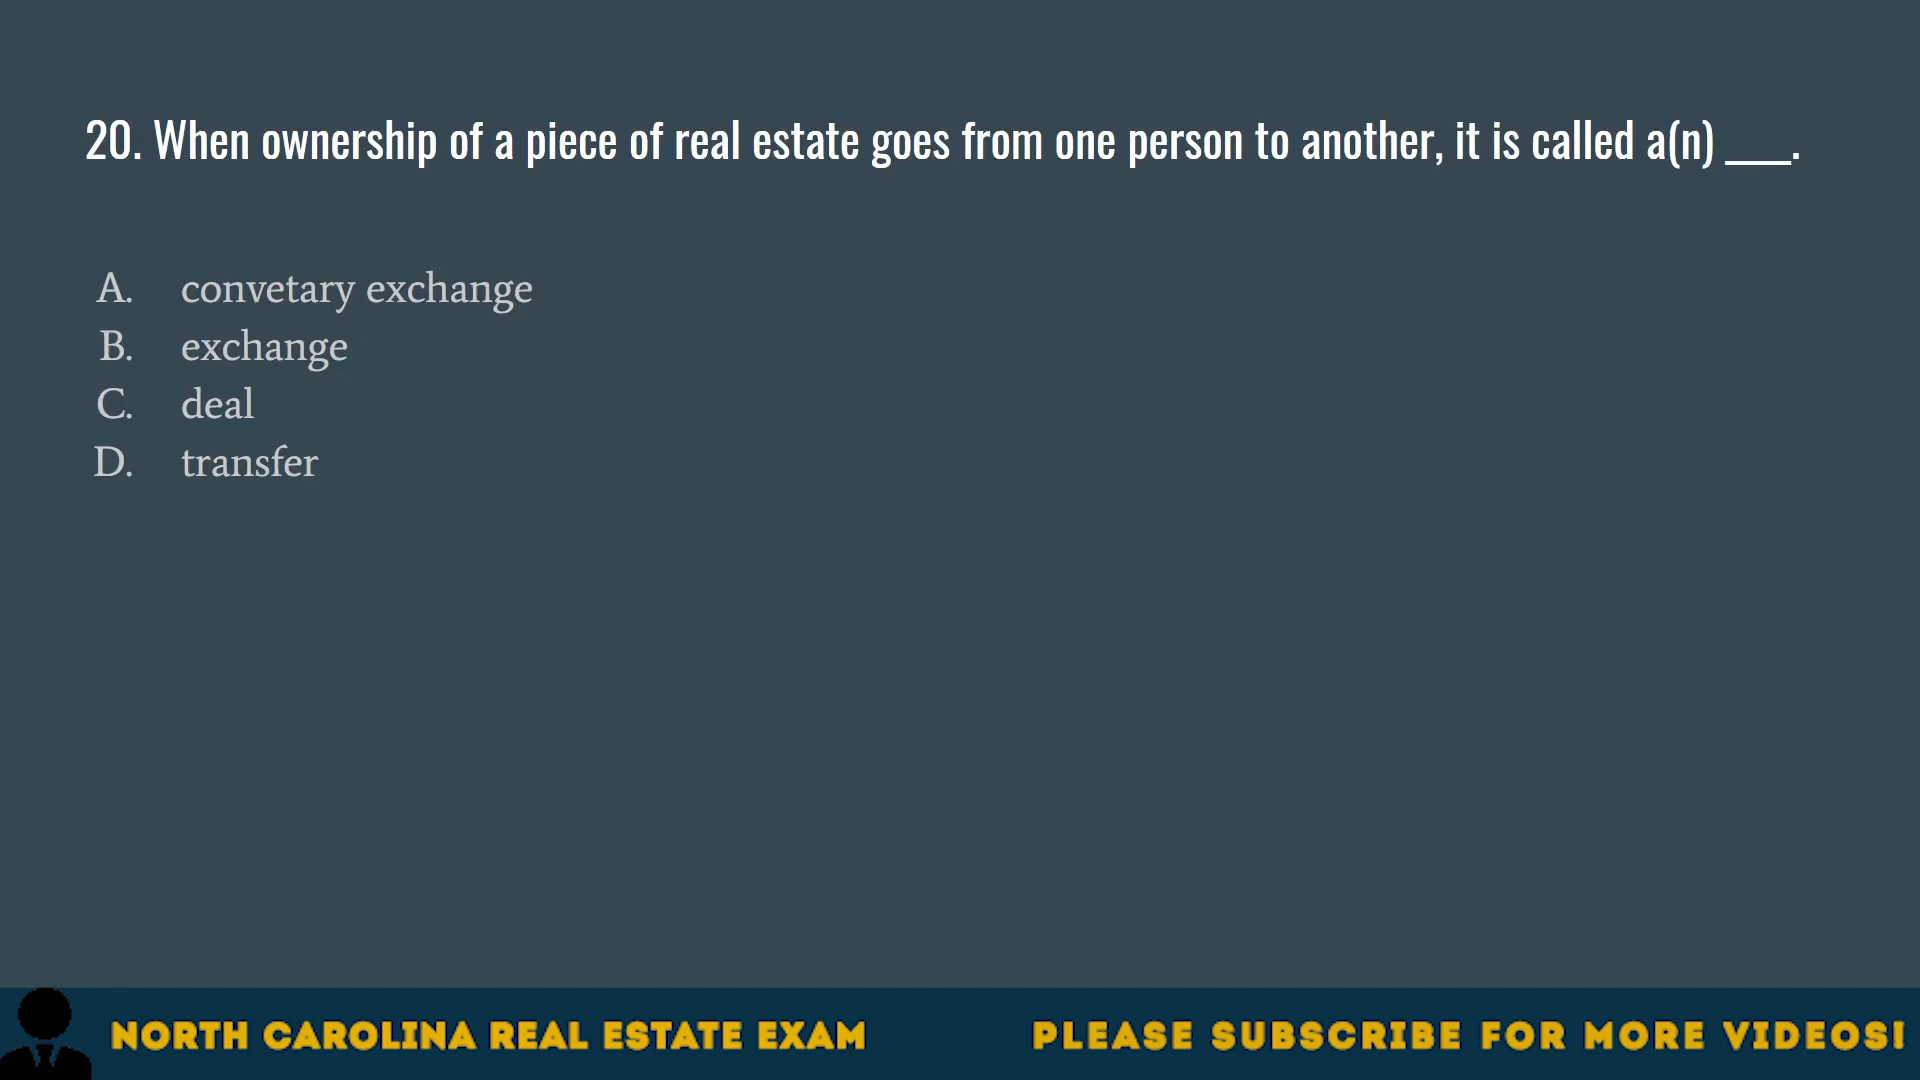 20. When ownership of a piece of real estate goes from one person to another, it is called a(n) ____.
A. convetary exchange
B. exchange
C. deal
D. transfer
NORTH CAROLINA REAL ESTATE EXAM PLEASE SUBSCRIBE FOR MORE VIDEOS!